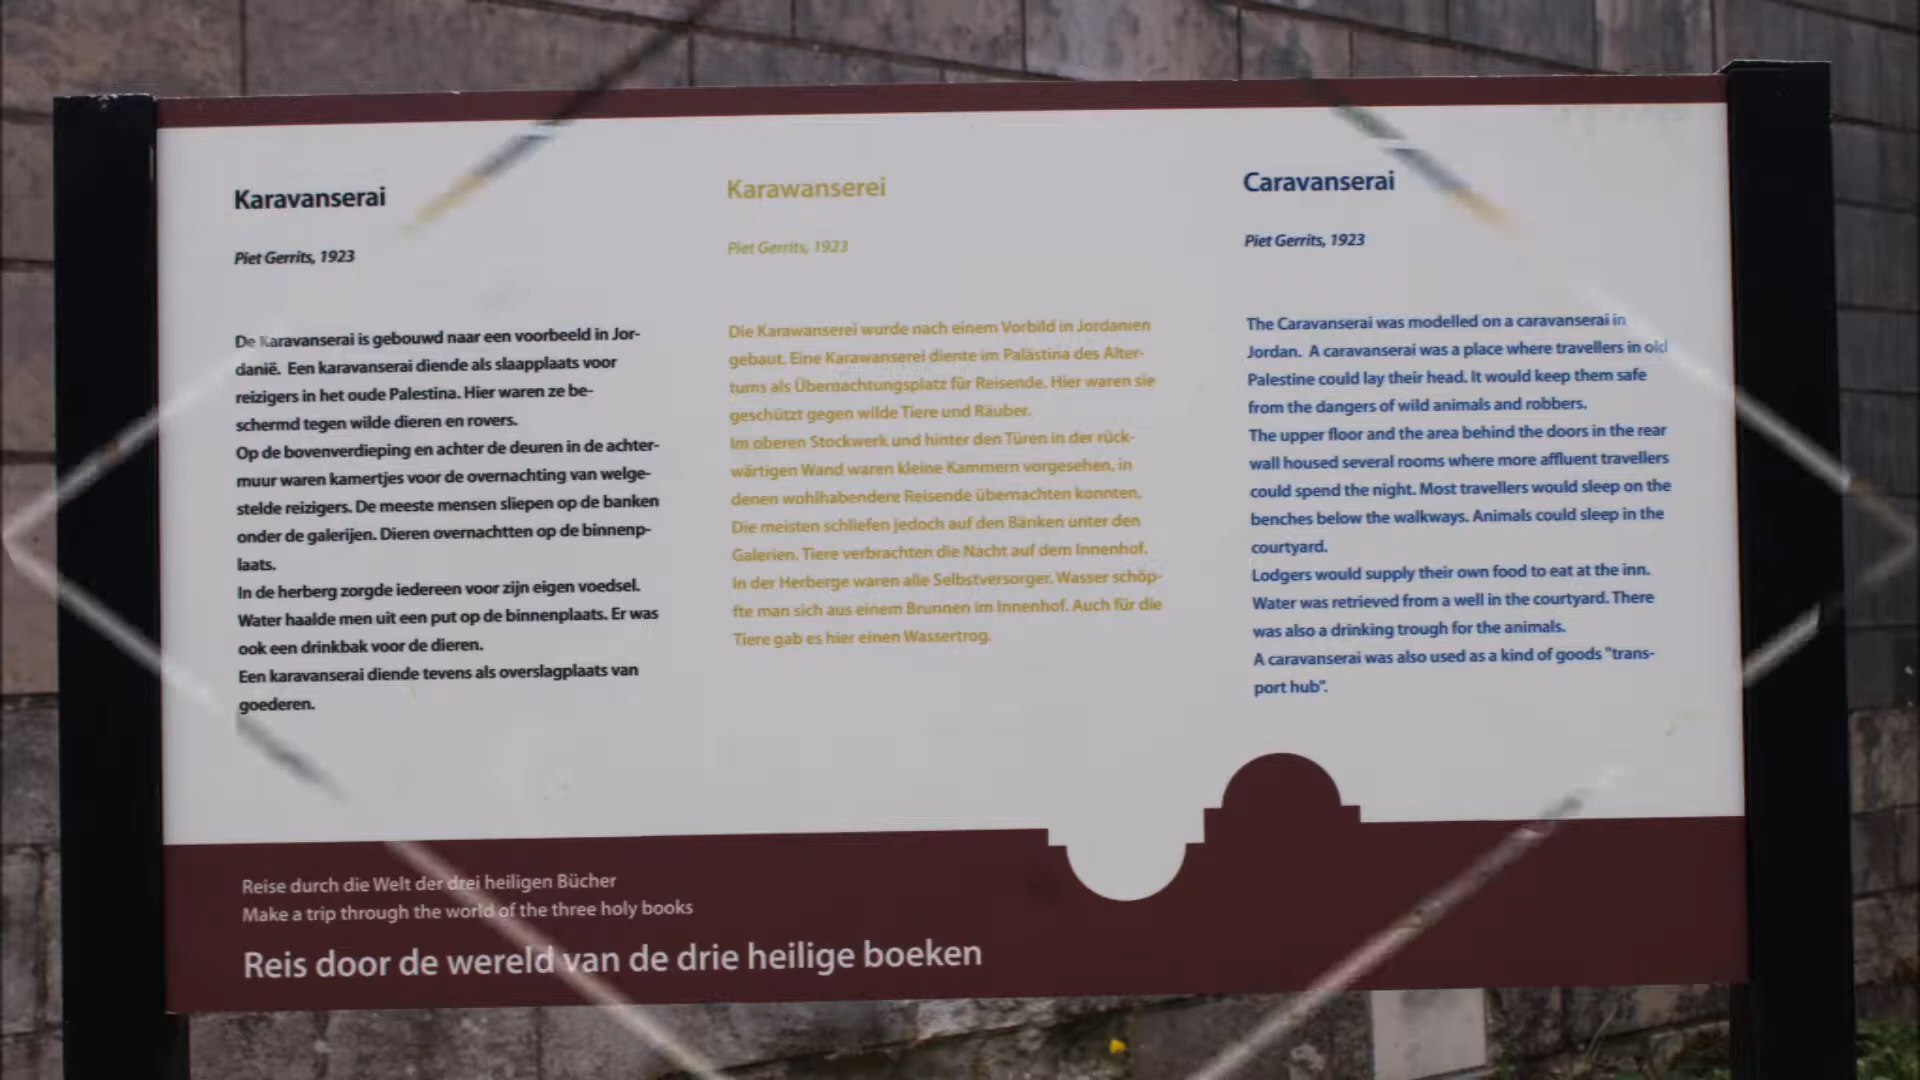 Karavanserai
Piet Gerrits, 1923
De Karavanserai is gebouwd naar een voorbeeld in Jor-
danië. Een karavanserai diende als slaapplaats voor
reizigers in het oude Palestina. Hier waren ze be-
schermd tegen wilde dieren en rovers.
Op de bovenverdieping en achter de deuren in de achter-
muur waren kamertjes voor de overnachting van welge-
stelde reizigers. De meeste mensen sliepen op de banken
onder de galerijen. Dieren overnachtten op de binnenp-
laats.
In de herberg zorgde iedereen voor zijn eigen voedsel.
Water haalde men uit een put op de binnenplaats. Er was
ook een drinkbak voor de dieren.
Een karavanserai diende tevens als overslagplaats van
goederen.
Karawanserei
Piet Gerrits, 1923
Die Karawanserei wurde nach einem Vorbild in Jordanien
gebaut. Eine Karawanserei diente im Palästina des Alter-
tums als Übernachtungsplatz für Reisende. Hier waren sie
geschützt gegen wilde Tiere und Räuber.
Im oberen Stockwerk und hinter den Türen in der rück-
wärtigen Wand waren kleine Kammern vorgesehen, in
denen wohlhabendere Reisende übernachten konnten.
Die meisten schliefen jedoch auf den Bänken unter den
Galerien. Tiere verbrachten die Nacht auf dem Innenhof.
In der Herberge waren alle Selbstversorger. Wasser schöp-
fte man sich aus einem Brunnen im Innenhof. Auch für die
Tiere gab es hier einen Wassertrog.
Caravanserai
Piet Gerrits, 1923
The Caravanserai was modelled on a caravanserai in
Jordan. A caravanserai was a place where travellers in old
Palestine could lay their head. It would keep them safe
from the dangers of wild animals and robbers.
The upper floor and the area behind the doors in the rear
wall housed several rooms where more affluent travellers
could spend the night. Most travellers would sleep on the
benches below the walkways. Animals could sleep in the
courtyard.
Lodgers would supply their own food to eat at the inn.
Water was retrieved from a well in the courtyard. There
was also a drinking trough for the animals.
A caravanserai was also used as a kind of goods "trans-
port hub".
Reise durch die Welt der drei heiligen Bücher
Make a trip through the world of the three holy books
Reis door de wereld van de drie heilige boeken